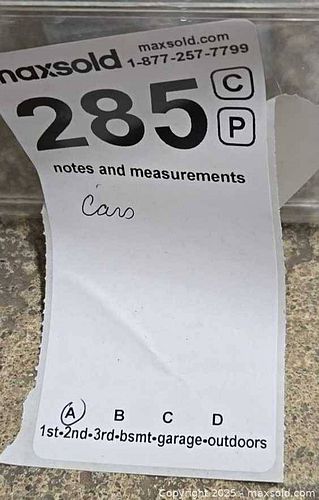 maxsold maxsold.com
1-877-257-7799
285 C
P
notes and measurements
Cars
A B C D
1st•2nd•3rd•bsmt•garage•outdoors
Copyright 2025 - maxsold.com